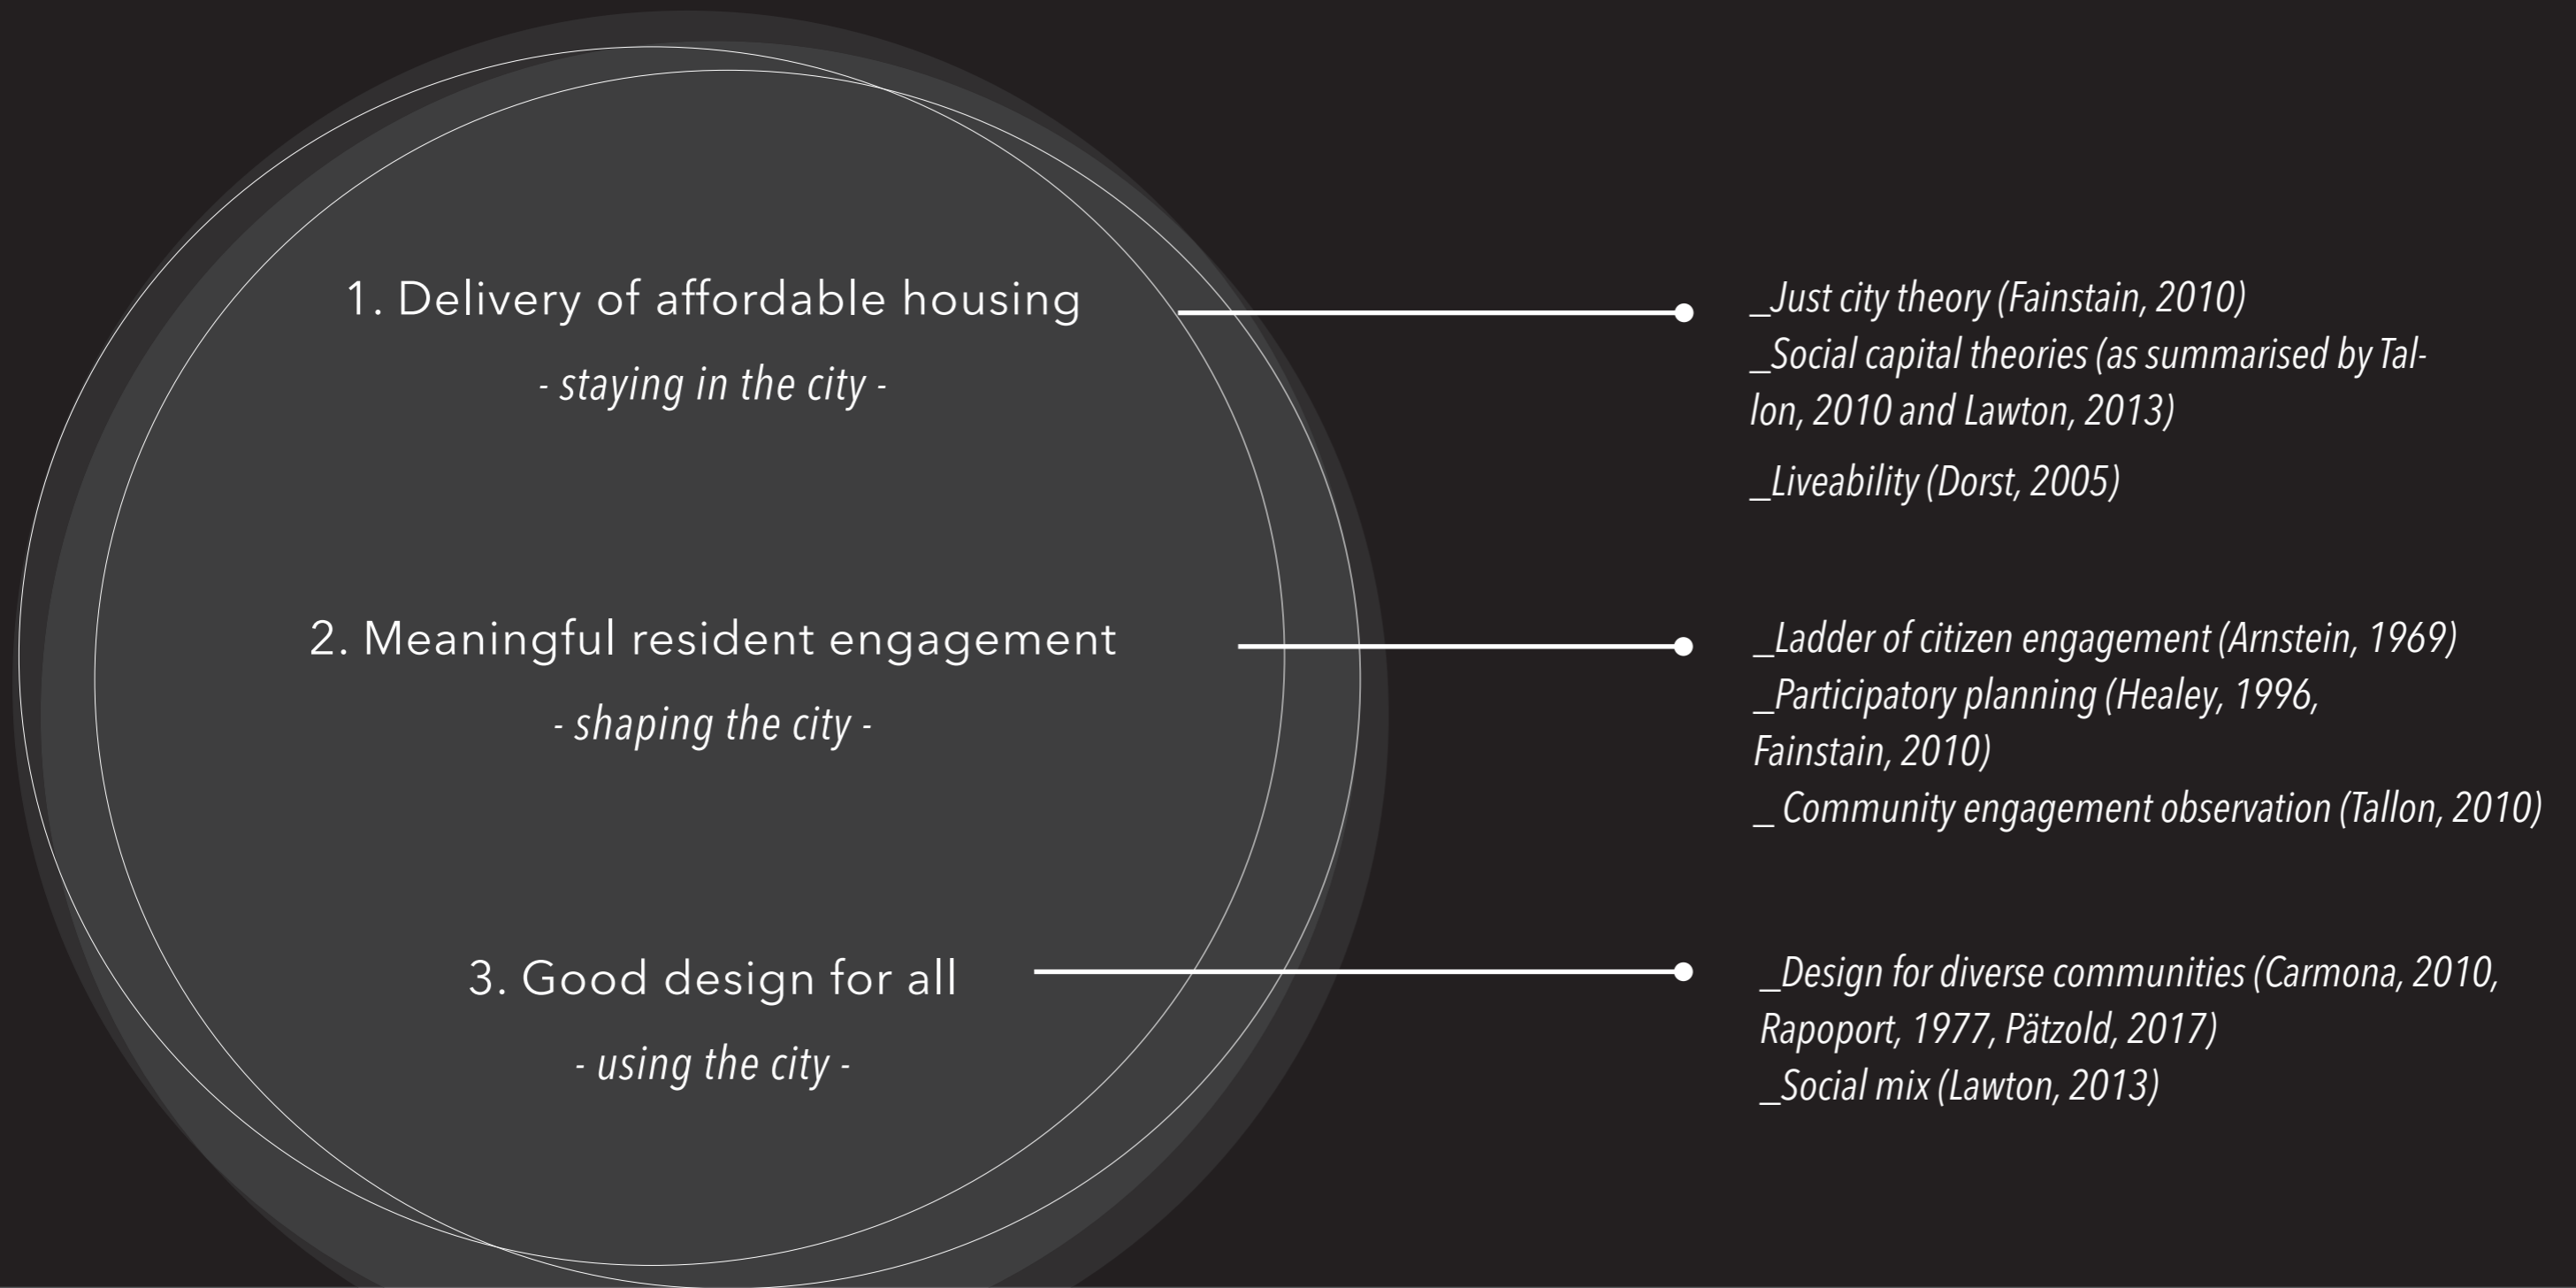 1. Delivery of affordable housing
- staying in the city -
_Just city theory (Fainstain, 2010)
_Social capital theories (as summarised by Tal-
lon, 2010 and Lawton, 2013)
_Liveability (Dorst, 2005)
2. Meaningful resident engagement
- shaping the city -
_Ladder of citizen engagement (Arnstein, 1969)
_Participatory planning (Healey, 1996,
Fainstain, 2010)
_ Community engagement observation (Tallon, 2010)
3. Good design for all
- using the city -
_Design for diverse communities (Carmona, 2010,
Rapoport, 1977, Pätzold, 2017)
_Social mix (Lawton, 2013)